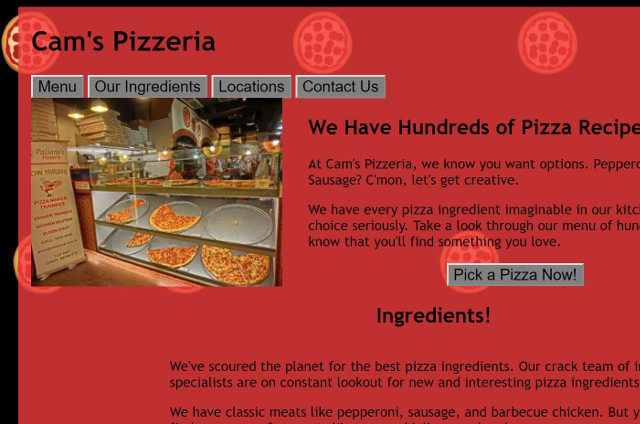 Cam's Pizzeria
Menu
Our Ingredients
Locations
Contact Us
We Have Hundreds of Pizza Recipe
At Cam's Pizzeria, we know you want options. Pepperc
Sausage? C'mon, let's get creative.
We have every pizza ingredient imaginable in our kitc
choice seriously. Take a look through our menu of hun
know that you'll find something you love.
Pick a Pizza Now!
Ingredients!
We've scoured the planet for the best pizza ingredients. Our crack team of i
specialists are on constant lookout for new and interesting pizza ingredients
We have classic meats like pepperoni, sausage, and barbecue chicken. But y